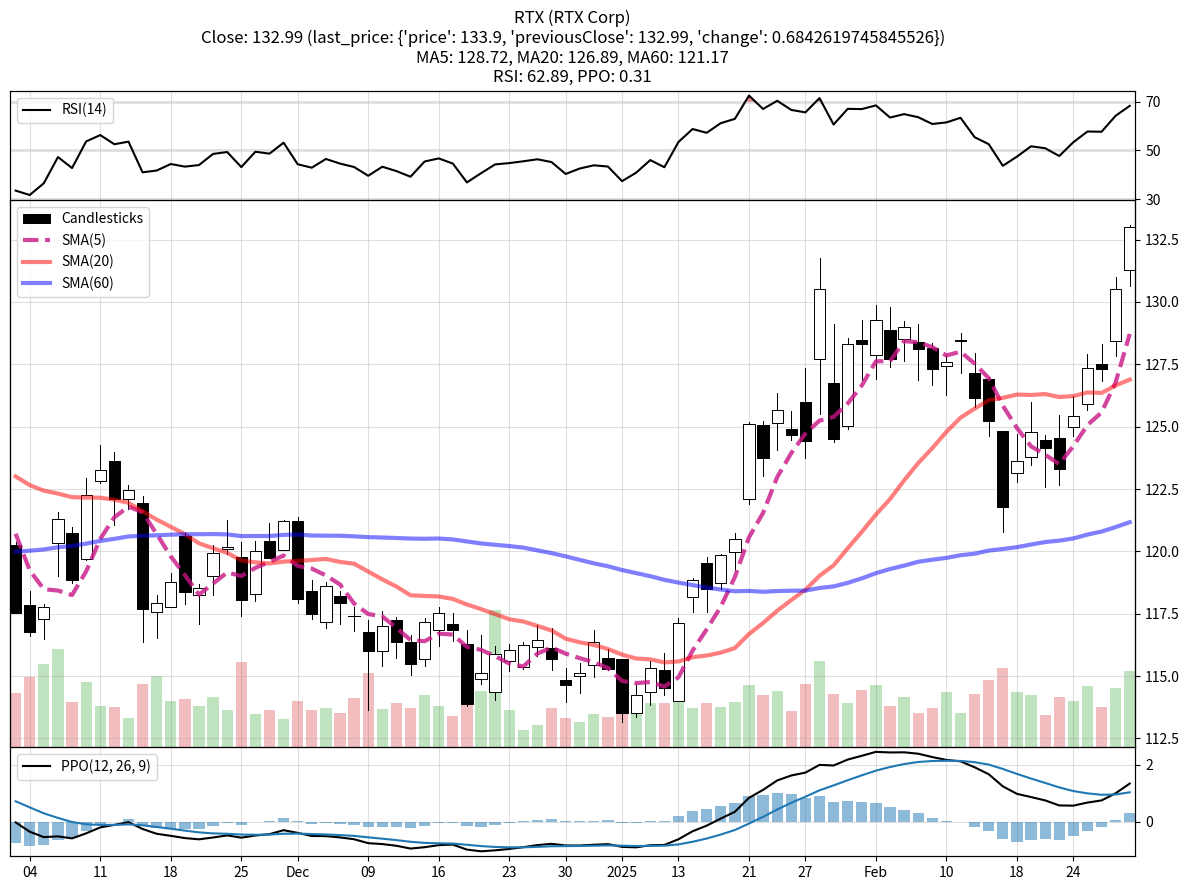 RTX (RTX Corp)
Close: 132.99 (last_price: {'price': 133.9, 'previousClose': 132.99, 'change': 0.6842619745845526})
MA5: 128.72, MA20: 126.89, MA60: 121.17
RSI: 62.89, PPO: 0.31
RSI(14)
70
50
30
Candlesticks
SMA(5)
SMA(20)
SMA(60)
132.5
130.0
127.5
125.0
122.5
120.0
117.5
115.0
112.5
PPO(12, 26, 9)
2
0
04 11 18 25 Dec 09 16 23 30 2025 13 21 27 Feb 10 18 24